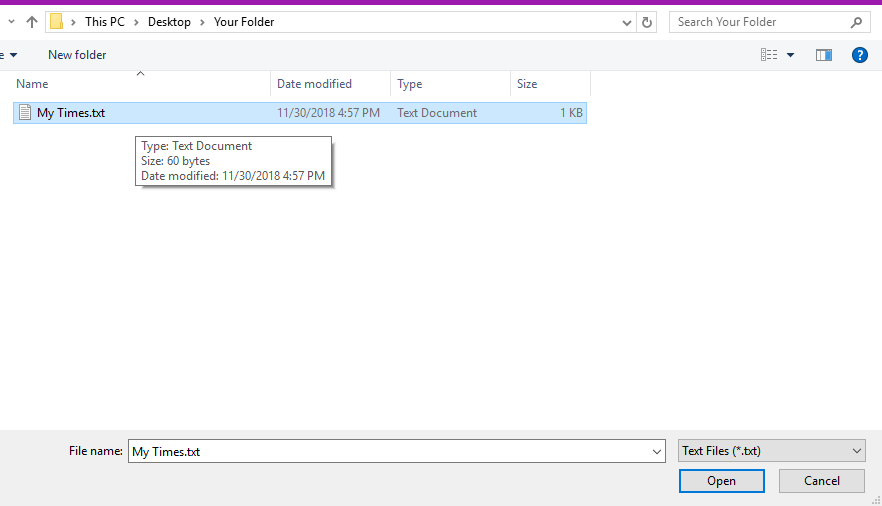 This PC > Desktop > Your Folder
Search Your Folder
New folder
?
Name Date modified Type Size
My Times.txt 11/30/2018 4:57 PM Text Document 1 KB
Type: Text Document
Size: 60 bytes
Date modified: 11/30/2018 4:57 PM
File name: My Times.txt Text Files (*.txt)
Open Cancel